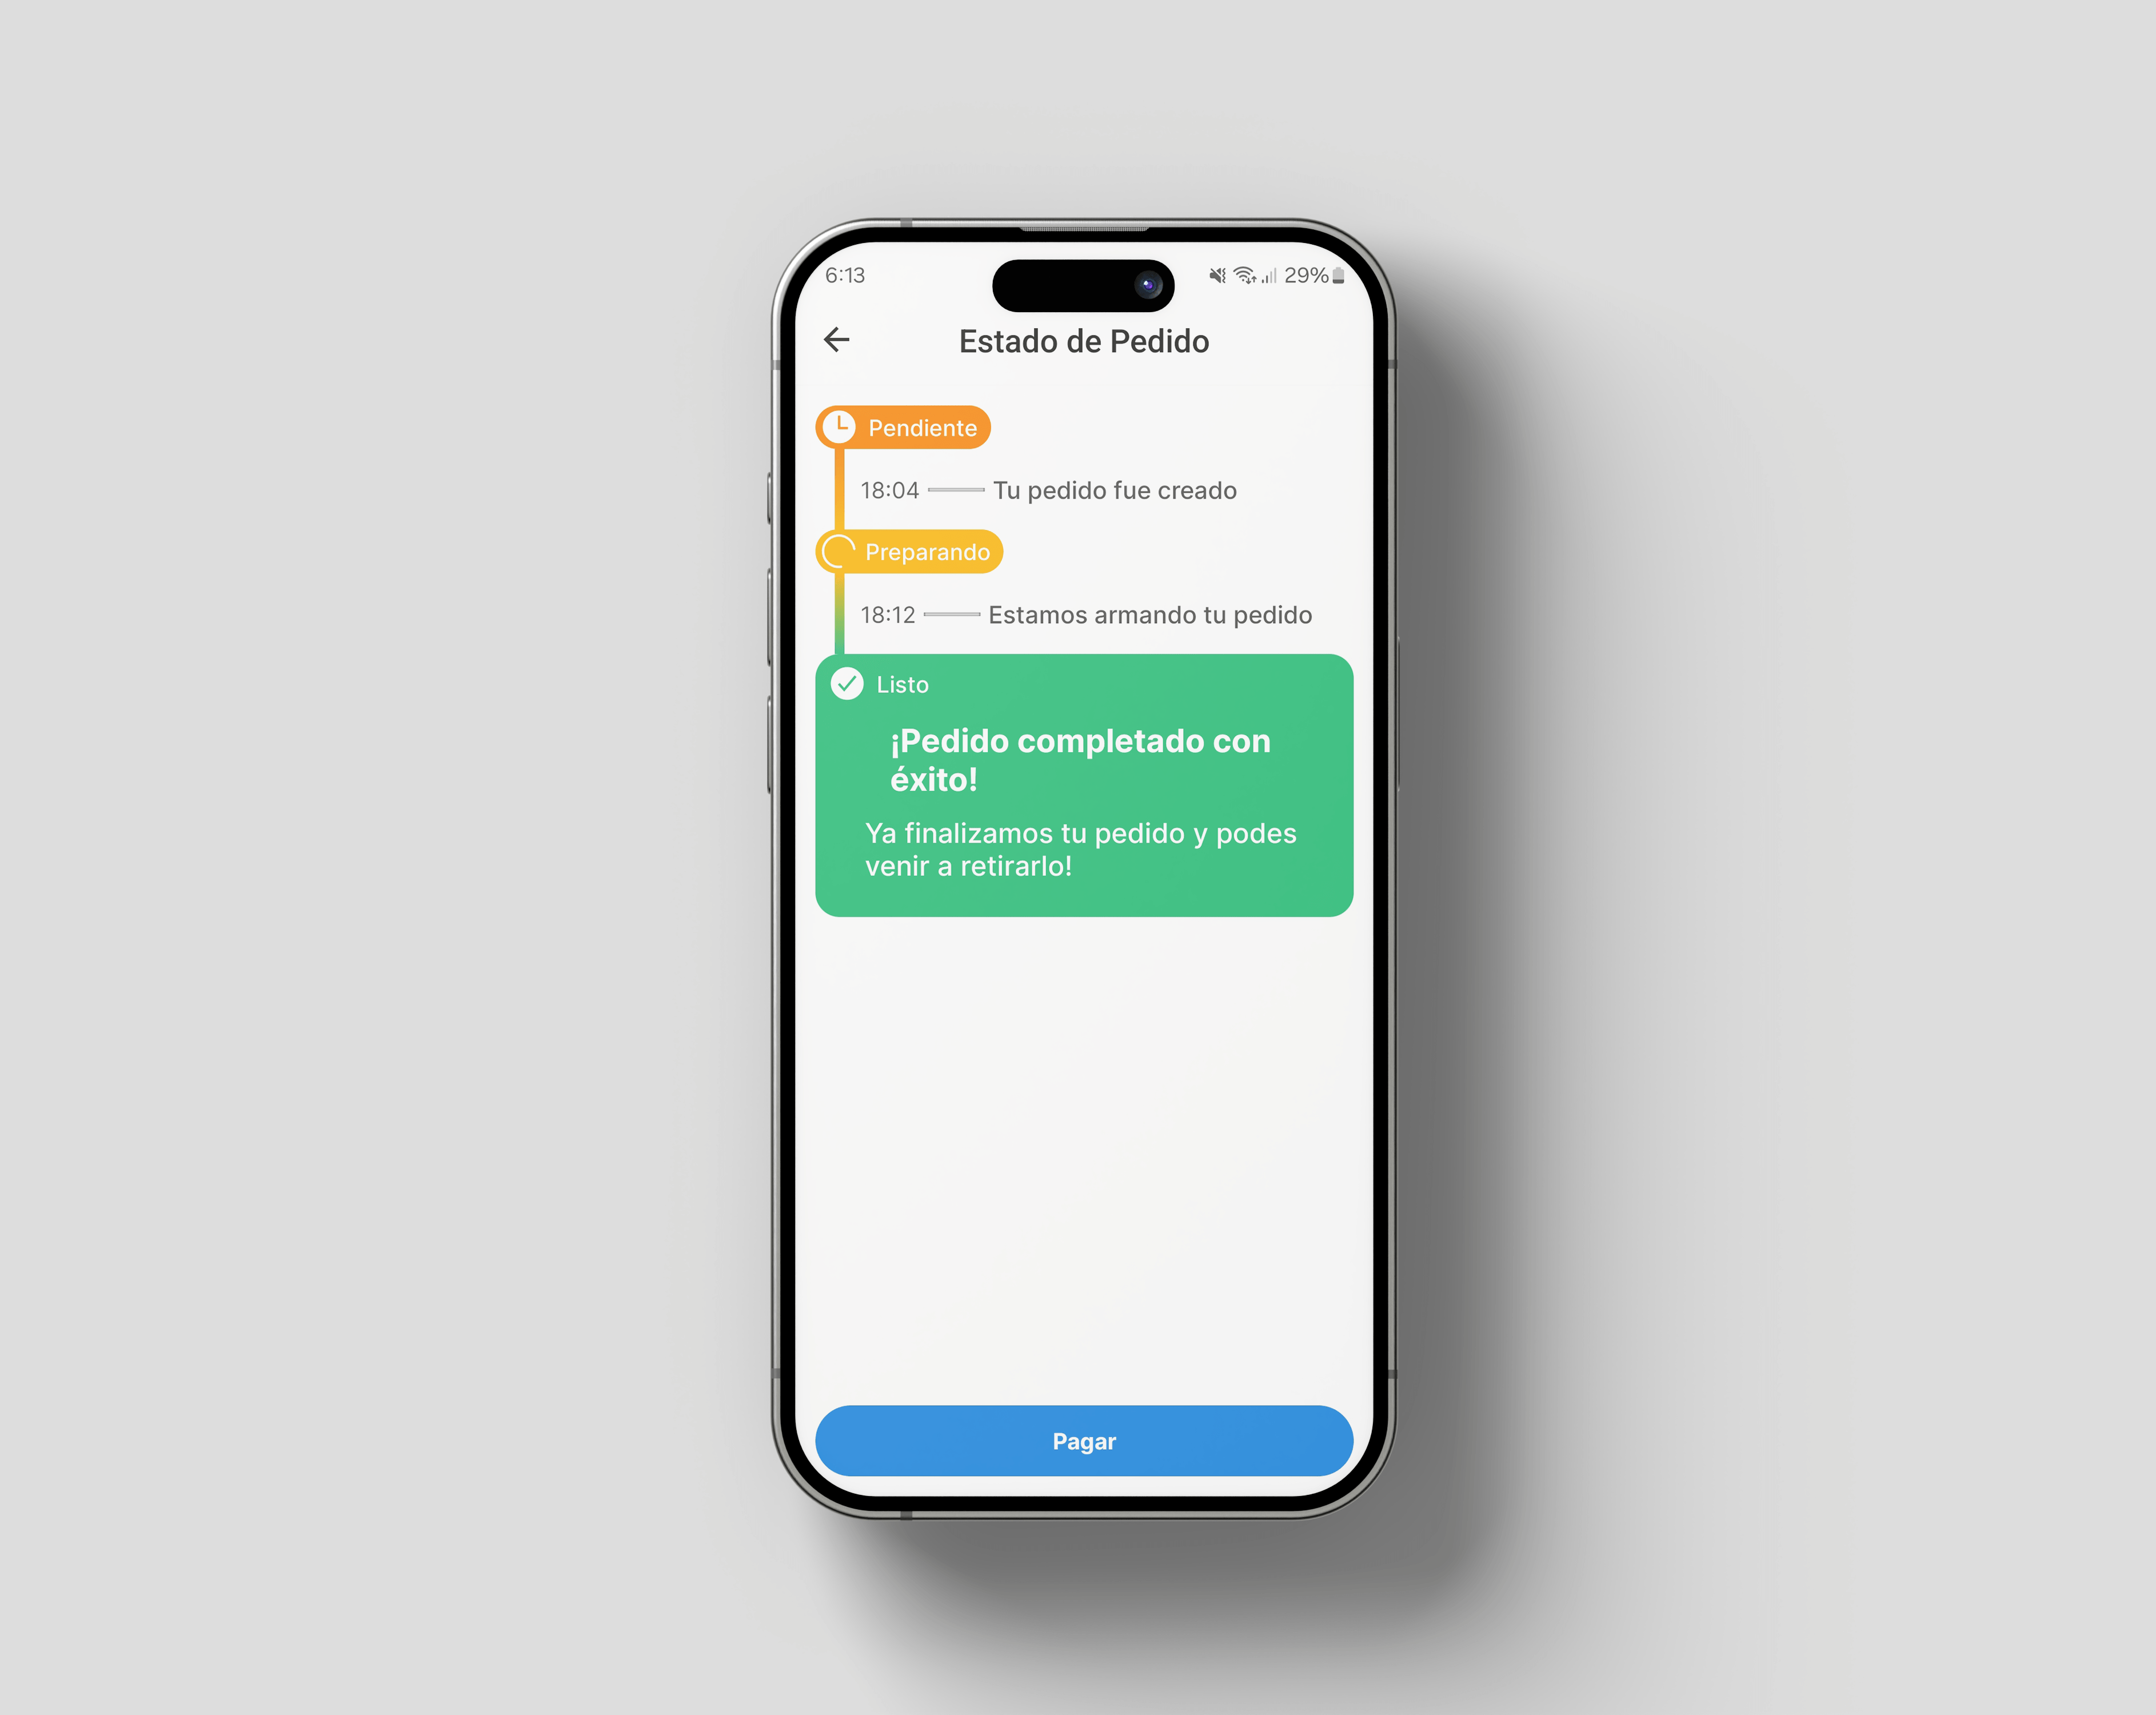 6:13 29%
Estado de Pedido
Pendiente
18:04 Tu pedido fue creado
Preparando
18:12 Estamos armando tu pedido
Listo
¡Pedido completado con
éxito!
Ya finalizamos tu pedido y podes
venir a retirarlo!
Pagar